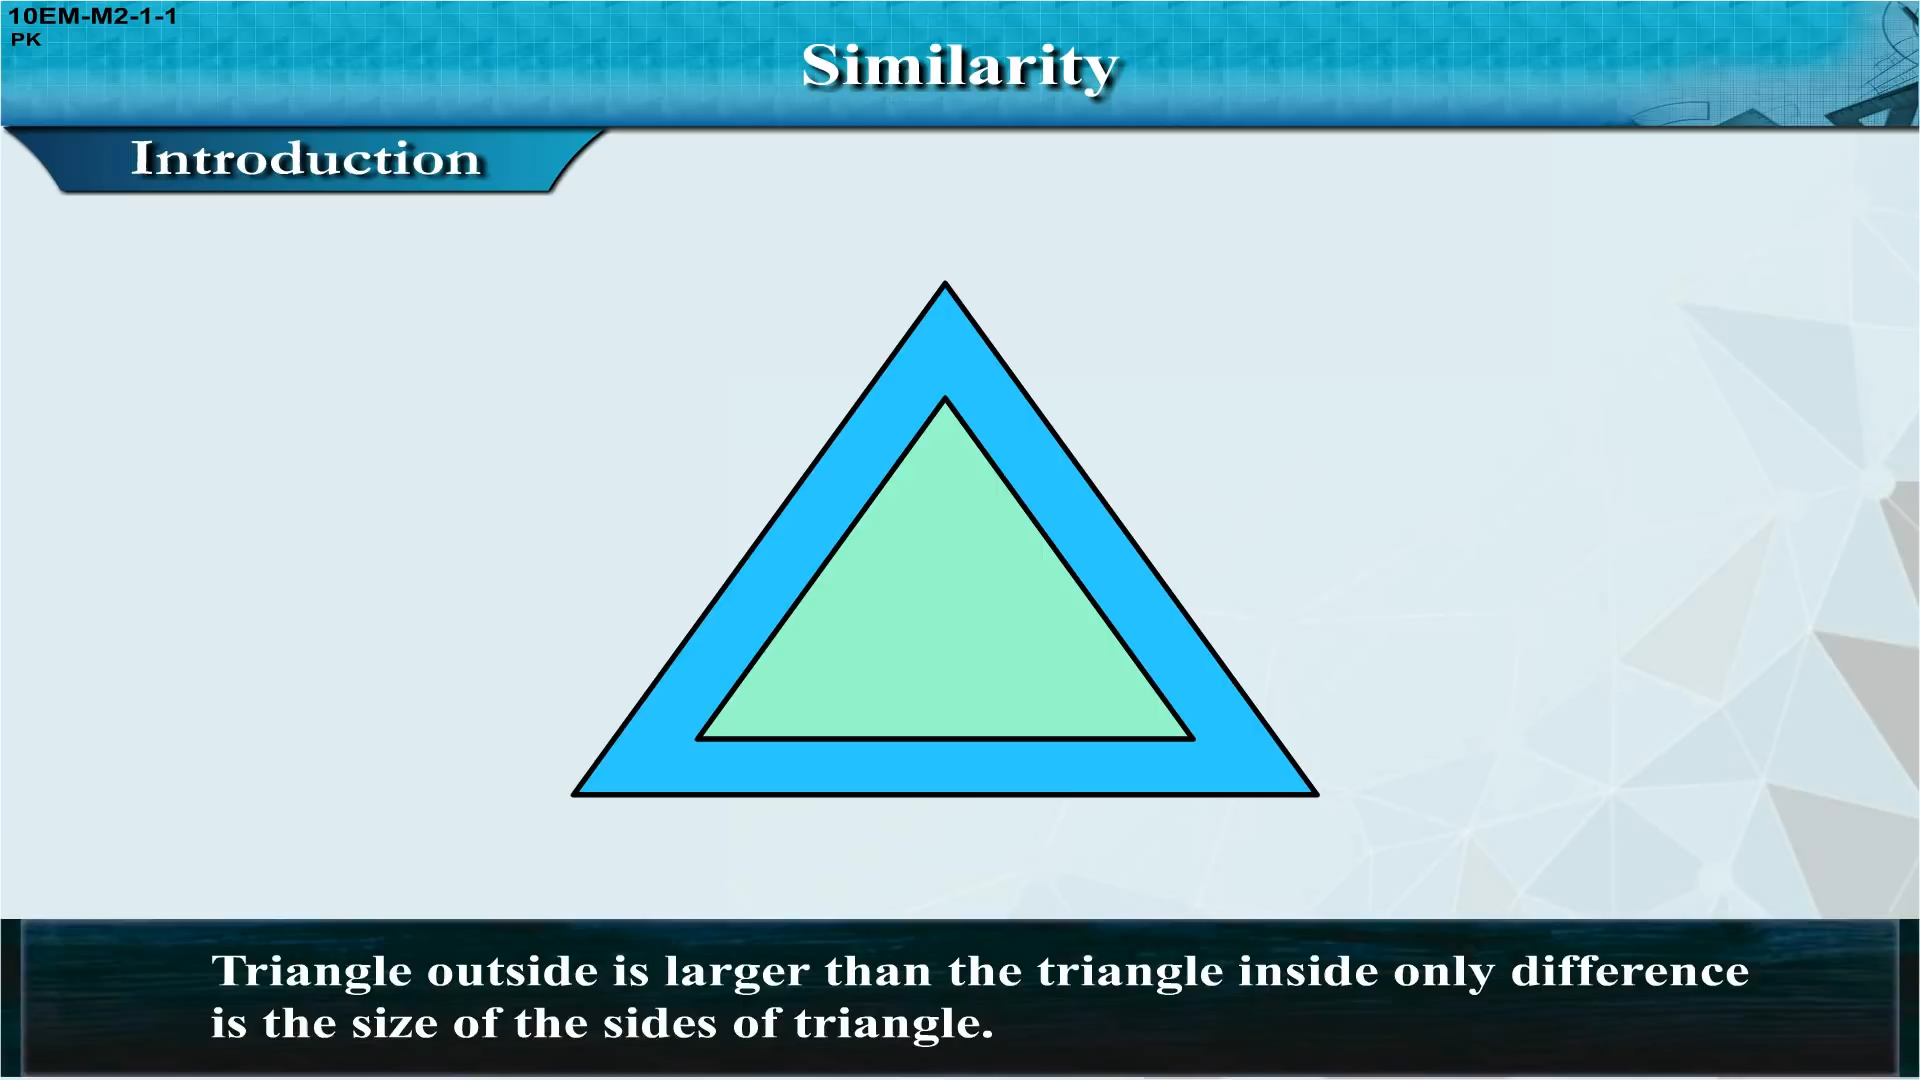 10EM-M2-1-1
PK
Similarity
Introduction
Triangle outside is larger than the triangle inside only difference
is the size of the sides of triangle.